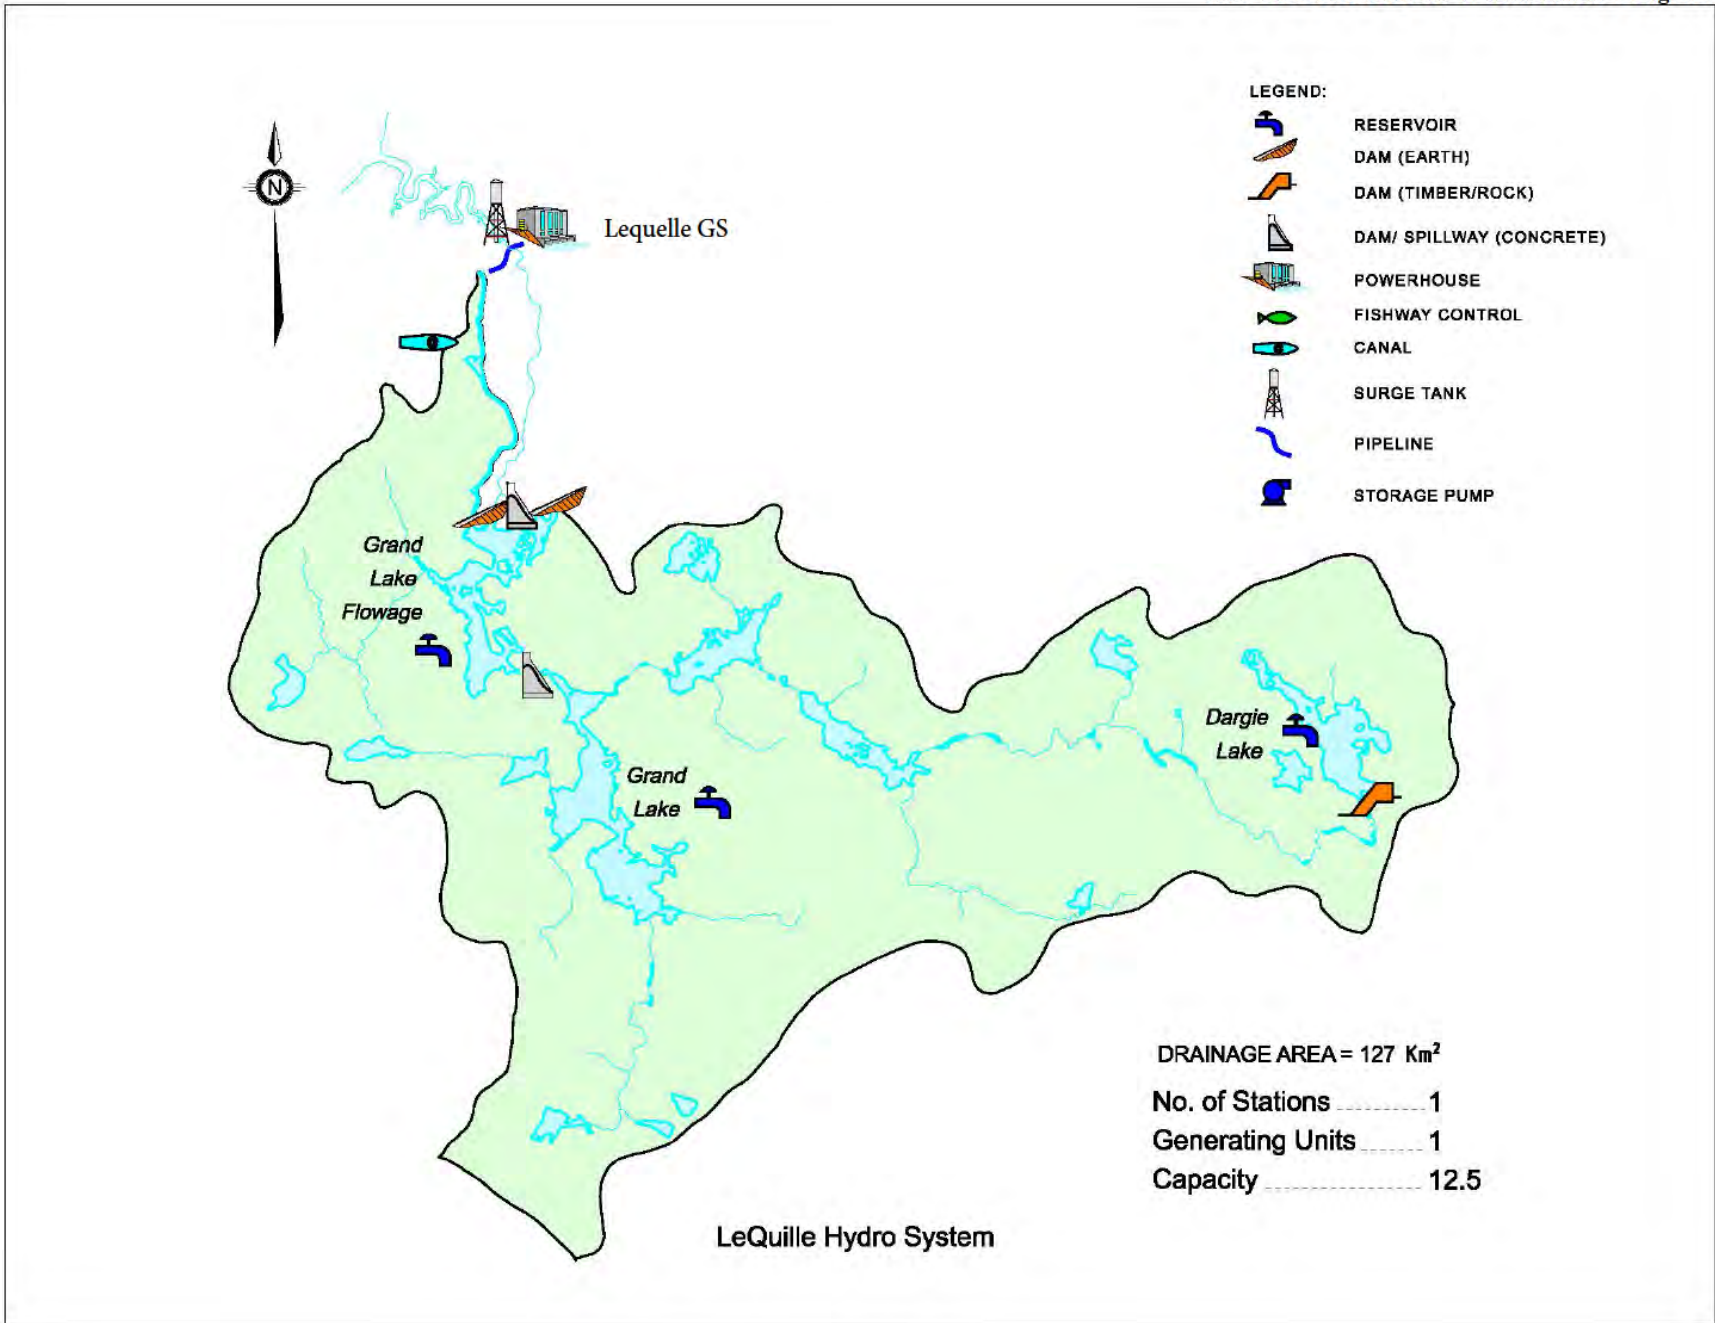 LEGEND:
RESERVOIR
DAM (EARTH)
DAM (TIMBER/ROCK)
DAM/ SPILLWAY (CONCRETE)
POWERHOUSE
FISHWAY CONTROL
CANAL
SURGE TANK
PIPELINE
STORAGE PUMP
N
Lequelle GS
Grand
Lake
Flowage
Grand
Lake
Dargie
Lake
DRAINAGE AREA = 127 Km²
No. of Stations 1
Generating Units 1
Capacity 12.5
LeQuille Hydro System